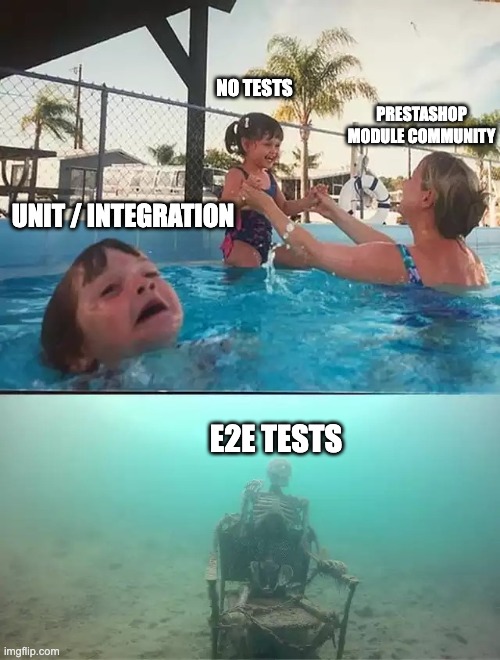 NO TESTS
PRESTASHOP
MODULE COMMUNITY
UNIT / INTEGRATION
E2E TESTS
imgflip.com